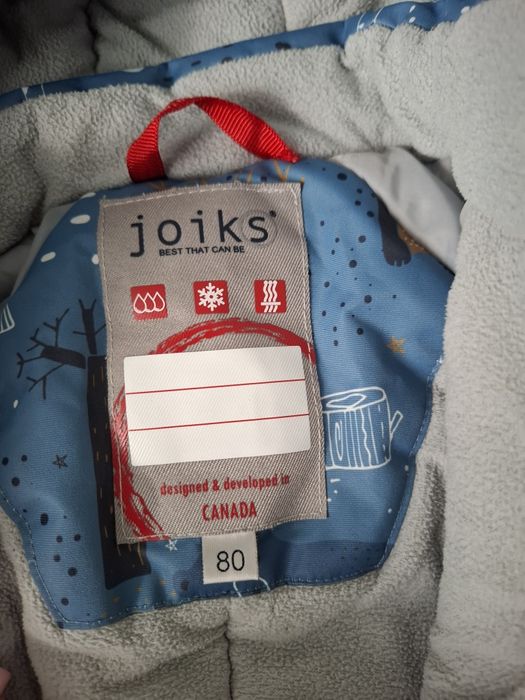 joiks
BEST THAT CAN BE
designed & developed in
CANADA
80